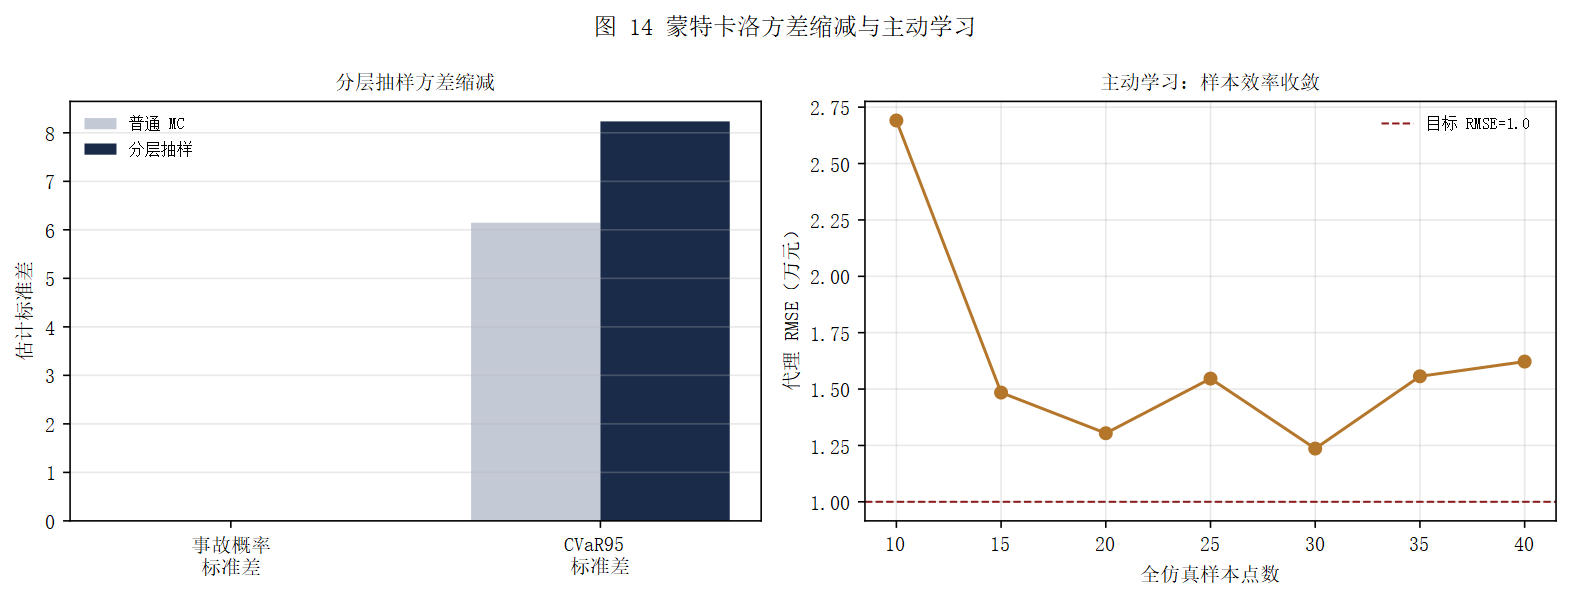 图 14 蒙特卡洛方差缩减与主动学习
分层抽样方差缩减
普通 MC
分层抽样
估计标准差
8
7
6
5
4
3
2
1
0
事故概率
标准差
CVaR95
标准差
主动学习: 样本效率收敛
目标 RMSE=1.0
代理 RMSE (万元)
2.75
2.50
2.25
2.00
1.75
1.50
1.25
1.00
10
15
20
25
30
35
40
全仿真样本点数